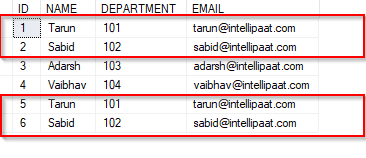 ID NAME DEPARTMENT EMAIL
1 Tarun 101 tarun@intellipaat.com
2 Sabid 102 sabid@intellipaat.com
3 Adarsh 103 adarsh@intellipaat.com
4 Vaibhav 104 vaibhav@intellipaat.com
5 Tarun 101 tarun@intellipaat.com
6 Sabid 102 sabid@intellipaat.com